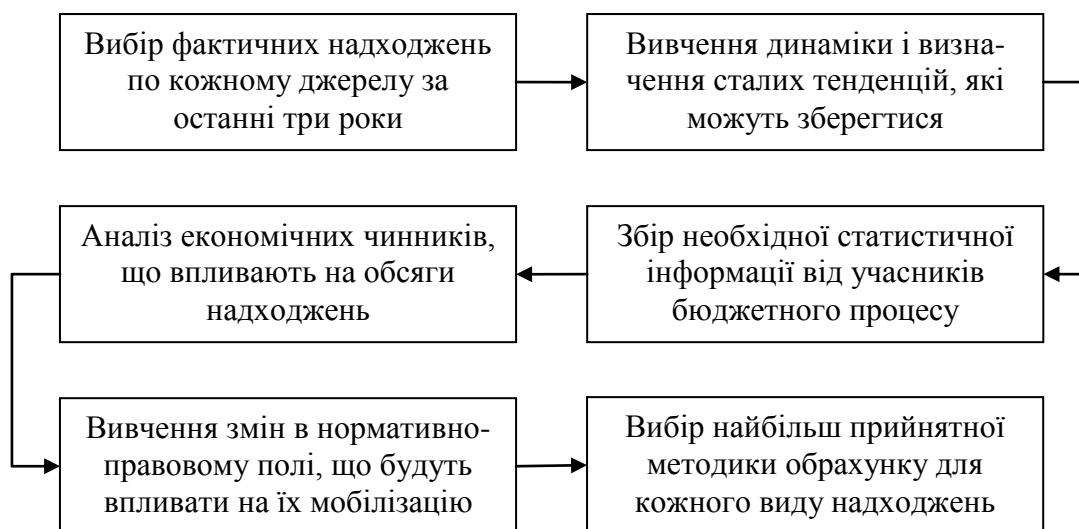 Вибір фактичних надходжень
по кожному джерелу за
останні три роки
Вивчення динаміки і визна-
чення сталих тенденцій, які
можуть зберегтися
Збір необхідної статистичної
інформації від учасників
бюджетного процесу
Аналіз економічних чинників,
що впливають на обсяги
надходжень
Вивчення змін в нормативно-
правовому полі, що будуть
впливати на їх мобілізацію
Вибір найбільш прийнятної
методики обрахунку для
кожного виду надходжень